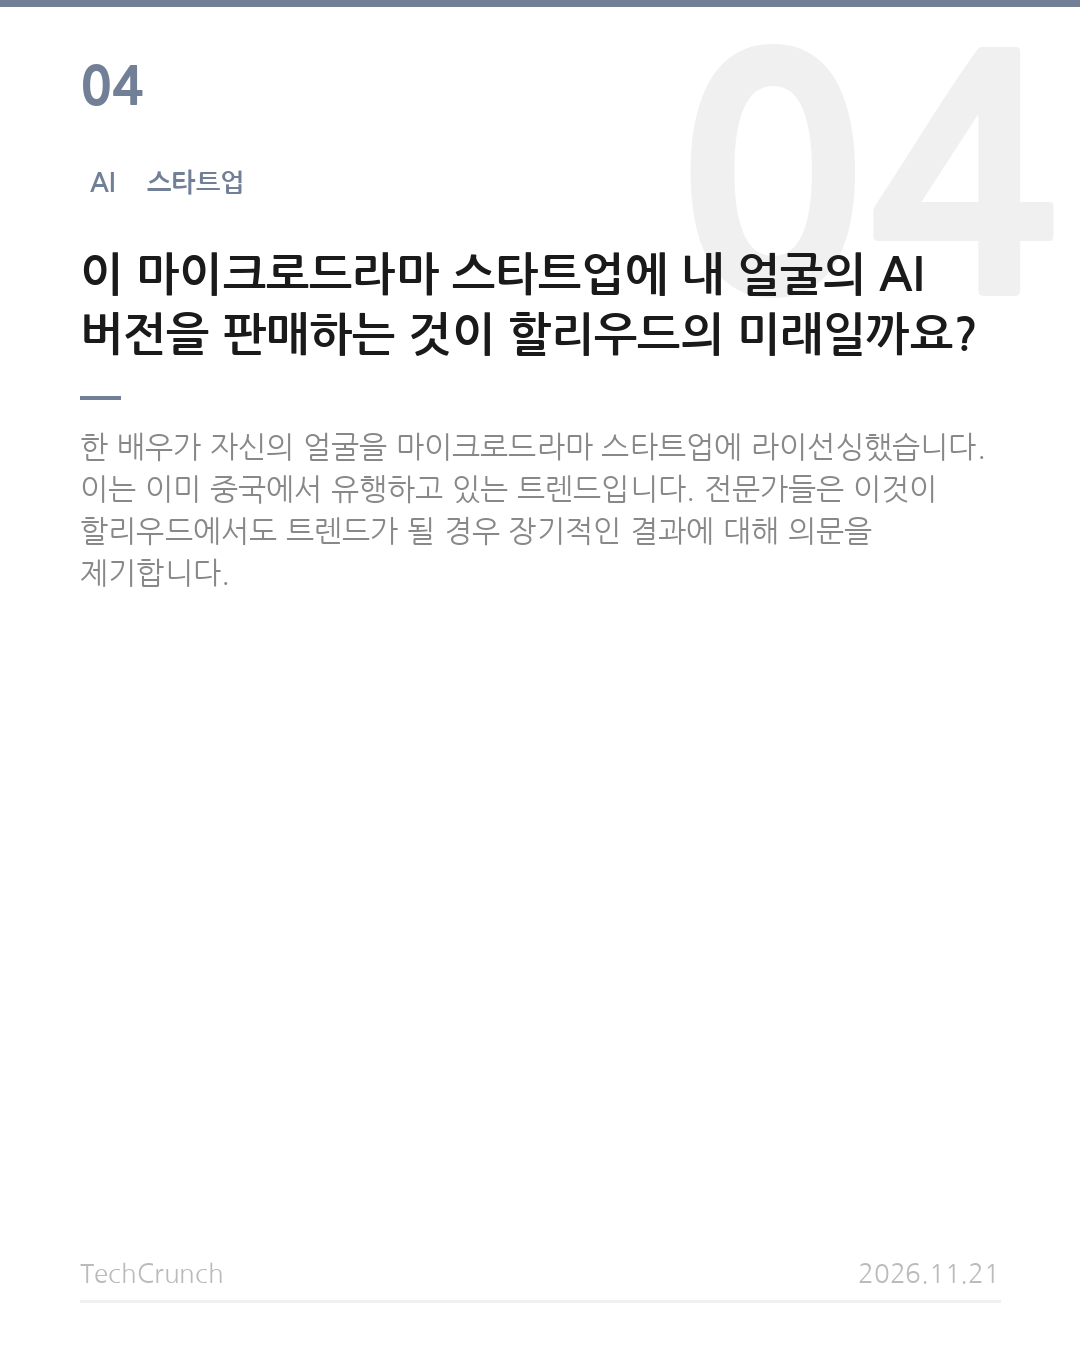 04
04
AI 스타트업
이 마이크로드라마 스타트업에 내 얼굴의 AI
버전을 판매하는 것이 할리우드의 미래일까요?
한 배우가 자신의 얼굴을 마이크로드라마 스타트업에 라이선싱했습니다.
이는 이미 중국에서 유행하고 있는 트렌드입니다. 전문가들은 이것이
할리우드에서도 트렌드가 될 경우 장기적인 결과에 대해 의문을
제기합니다.
TechCrunch 2026.11.21